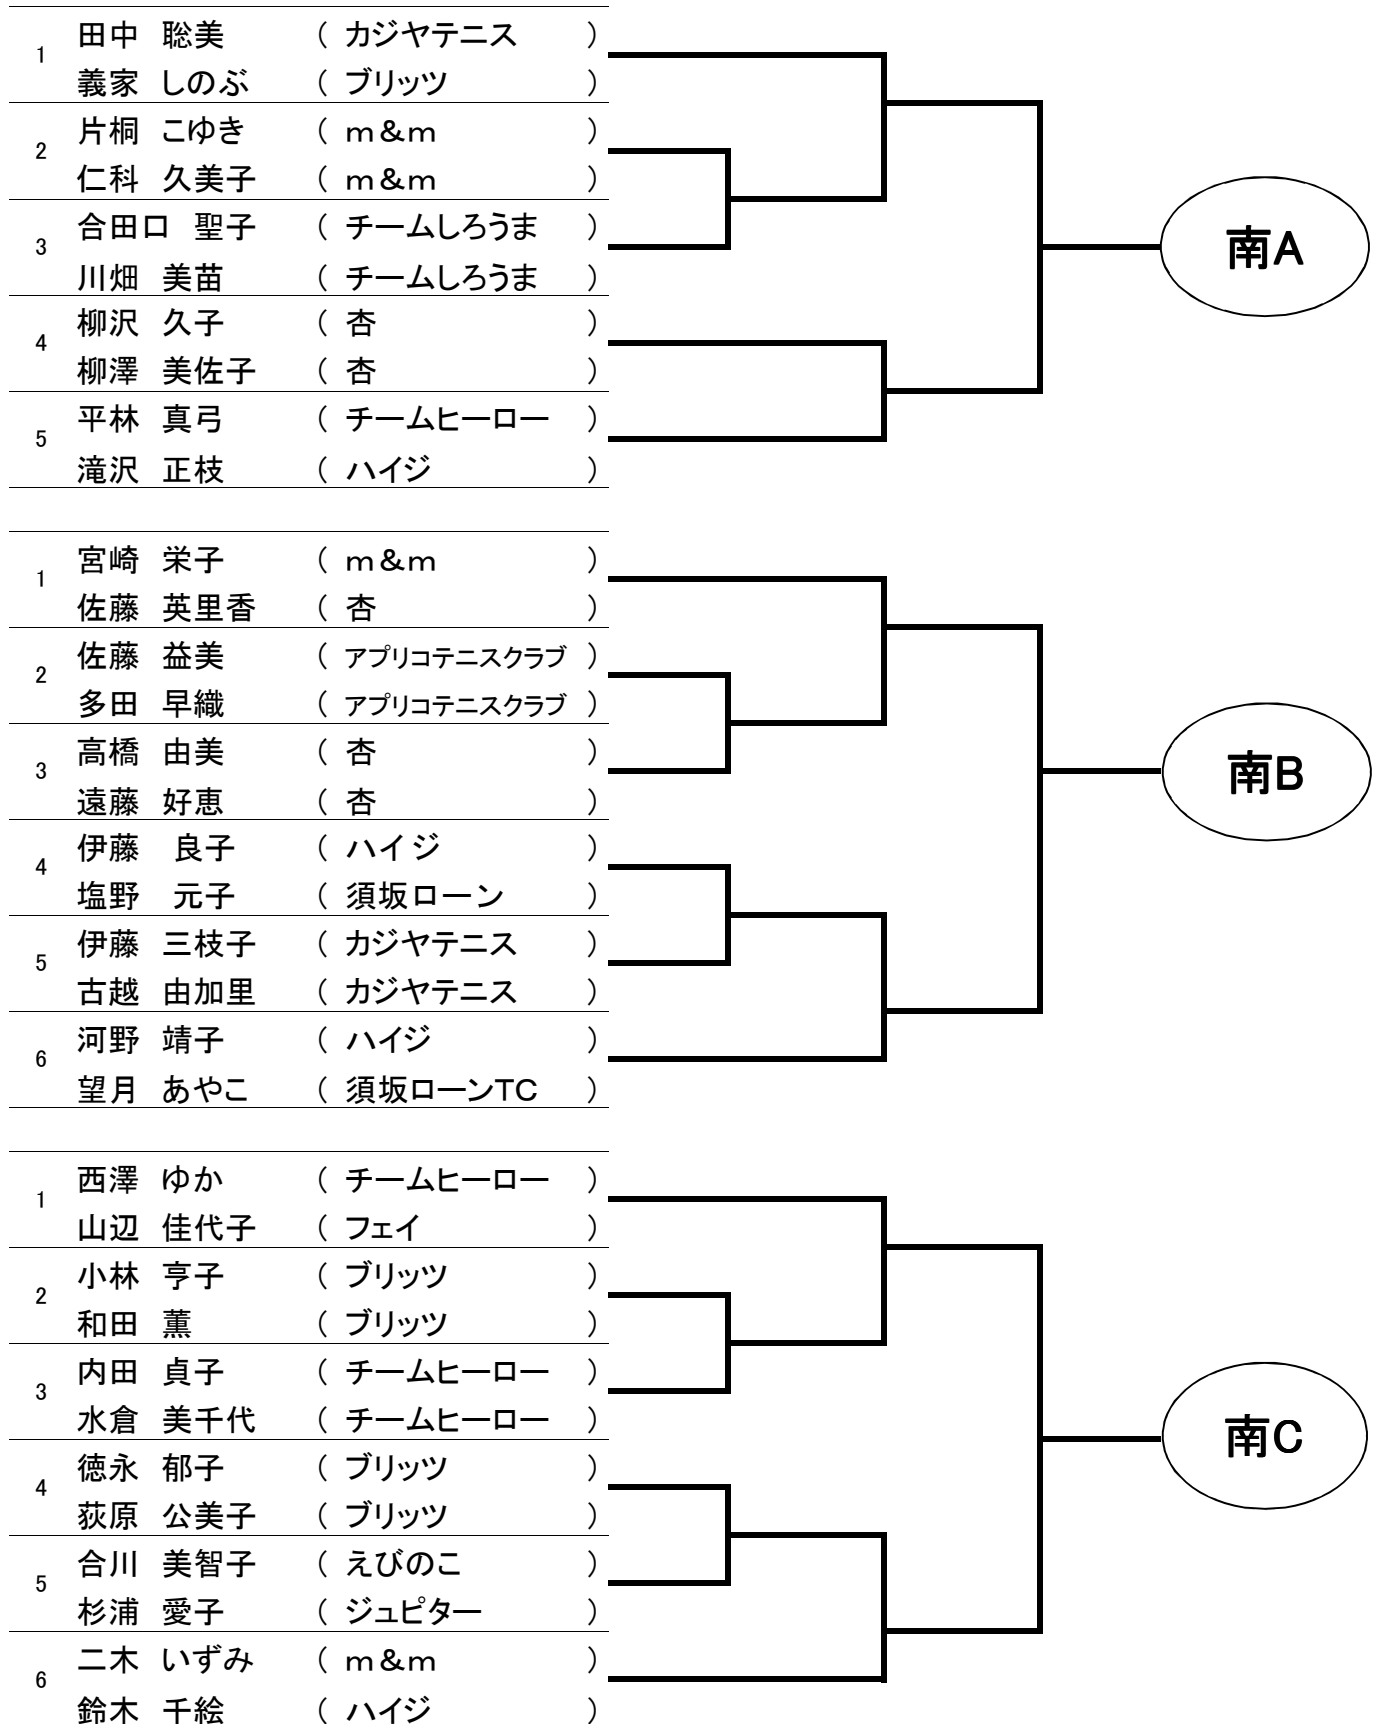 1 田中 聡美 ( カジヤテニス )
義家 しのぶ ( ブリッツ )
2 片桐 こゆき ( m&m )
仁科 久美子 ( m&m )
3 合田口 聖子 ( チームしろうま )
川畑 美苗 ( チームしろうま )
南A
4 柳沢 久子 ( 杏 )
柳澤 美佐子 ( 杏 )
5 平林 真弓 ( チームヒーロー )
滝沢 正枝 ( ハイジ )
1 宮崎 栄子 ( m&m )
佐藤 英里香 ( 杏 )
2 佐藤 益美 ( アプリコテニスクラブ )
多田 早織 ( アプリコテニスクラブ )
3 高橋 由美 ( 杏 )
遠藤 好恵 ( 杏 )
南B
4 伊藤 良子 ( ハイジ )
塩野 元子 ( 須坂ローン )
5 伊藤 三枝子 ( カジヤテニス )
古越 由加里 ( カジヤテニス )
6 河野 靖子 ( ハイジ )
望月 あやこ ( 須坂ローンTC )
1 西澤 ゆか ( チームヒーロー )
山辺 佳代子 ( フェイ )
2 小林 亨子 ( ブリッツ )
和田 薫 ( ブリッツ )
3 内田 貞子 ( チームヒーロー )
水倉 美千代 ( チームヒーロー )
南C
4 徳永 郁子 ( ブリッツ )
荻原 公美子 ( ブリッツ )
5 合川 美智子 ( えびのこ )
杉浦 愛子 ( ジュピター )
6 二木 いずみ ( m&m )
鈴木 千絵 ( ハイジ )